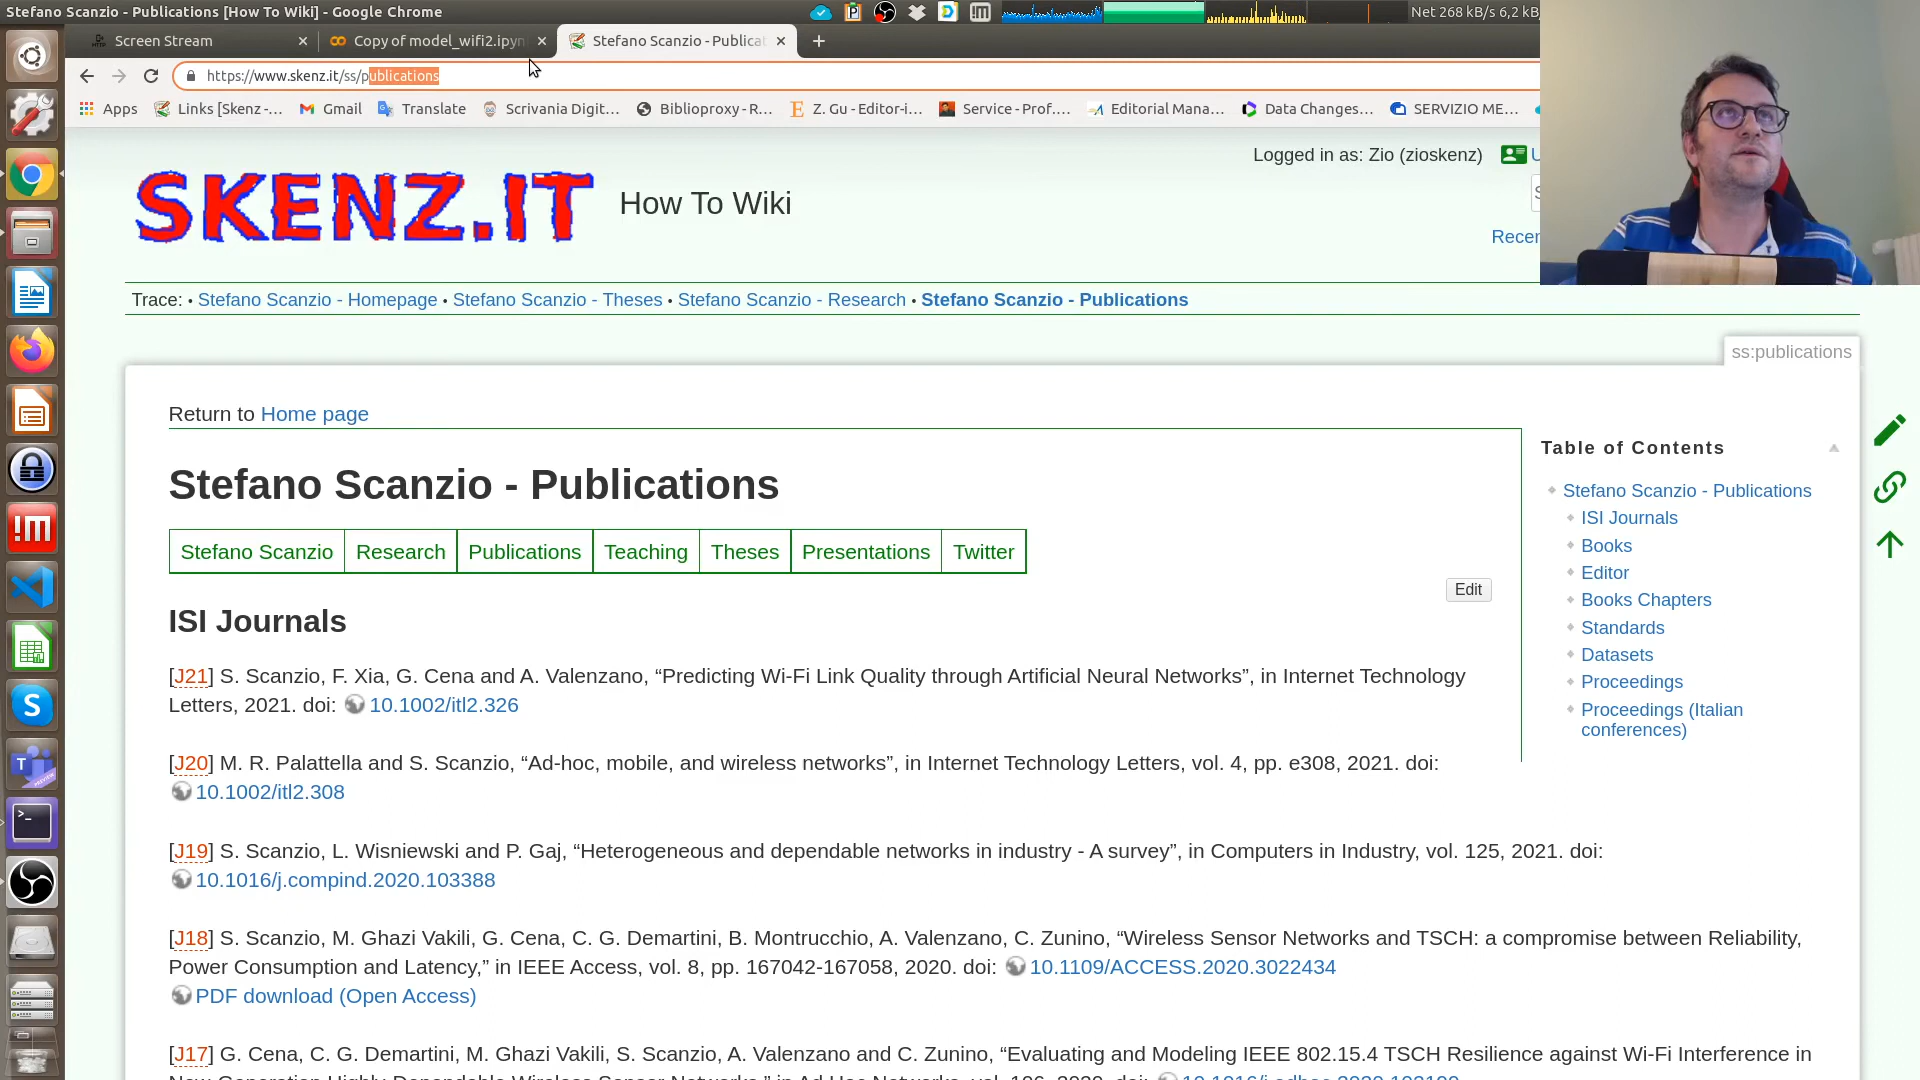 Stefano Scanzio - Publications [How To Wiki] - Google Chrome
Net 268 kB/s 6,2 kB
Screen Stream
Copy of model_wifi2.ipyn
Stefano Scanzio - Publicat
https://www.skenz.it/ss/publications
Apps
Links [Skenz -...
Gmail
Translate
Scrivania Digit...
Biblioproxy - R...
Z. Gu - Editor-i...
Service - Prof....
Editorial Mana...
Data Changes...
SERVIZIO ME...
Logged in as: Zio (zioskenz)
SKENZ.IT
How To Wiki
Recen
Trace: • Stefano Scanzio - Homepage • Stefano Scanzio - Theses • Stefano Scanzio - Research • Stefano Scanzio - Publications
ss:publications
Return to Home page
Table of Contents
Stefano Scanzio - Publications
ISI Journals
Books
Editor
Books Chapters
Standards
Datasets
Proceedings
Proceedings (Italian
conferences)
Stefano Scanzio - Publications
Stefano Scanzio Research Publications Teaching Theses Presentations Twitter
Edit
ISI Journals
[J21] S. Scanzio, F. Xia, G. Cena and A. Valenzano, “Predicting Wi-Fi Link Quality through Artificial Neural Networks”, in Internet Technology
Letters, 2021. doi: 10.1002/itl2.326
[J20] M. R. Palattella and S. Scanzio, “Ad-hoc, mobile, and wireless networks”, in Internet Technology Letters, vol. 4, pp. e308, 2021. doi:
10.1002/itl2.308
[J19] S. Scanzio, L. Wisniewski and P. Gaj, “Heterogeneous and dependable networks in industry - A survey”, in Computers in Industry, vol. 125, 2021. doi:
10.1016/j.compind.2020.103388
[J18] S. Scanzio, M. Ghazi Vakili, G. Cena, C. G. Demartini, B. Montrucchio, A. Valenzano, C. Zunino, “Wireless Sensor Networks and TSCH: a compromise between Reliability,
Power Consumption and Latency,” in IEEE Access, vol. 8, pp. 167042-167058, 2020. doi: 10.1109/ACCESS.2020.3022434
PDF download (Open Access)
[J17] G. Cena, C. G. Demartini, M. Ghazi Vakili, S. Scanzio, A. Valenzano and C. Zunino, “Evaluating and Modeling IEEE 802.15.4 TSCH Resilience against Wi-Fi Interference in